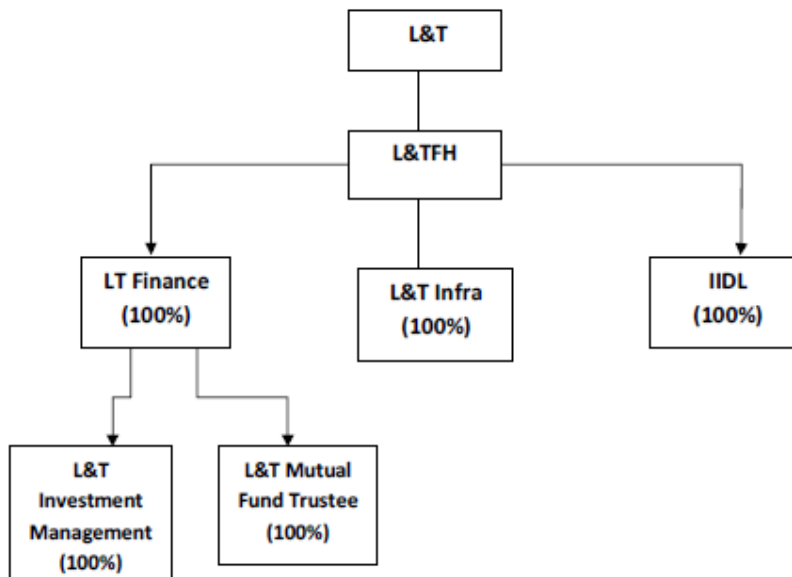 L&T
L&TFH
LT Finance
(100%)
L&T Infra
(100%)
IIDL
(100%)
L&T
Investment
Management
(100%)
L&T Mutual
Fund Trustee
(100%)